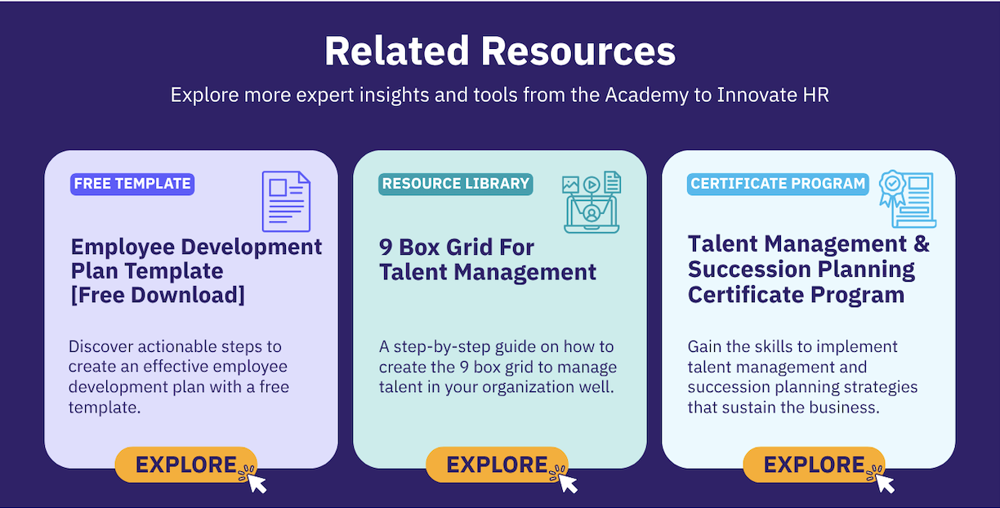 Related Resources
Explore more expert insights and tools from the Academy to Innovate HR
FREE TEMPLATE
Employee Development
Plan Template
[Free Download]
Discover actionable steps to
create an effective employee
development plan with a free
template.
EXPLORE
RESOURCE LIBRARY
9 Box Grid For
Talent Management
A step-by-step guide on how to
create the 9 box grid to manage
talent in your organization well.
EXPLORE
CERTIFICATE PROGRAM
Talent Management &
Succession Planning
Certificate Program
Gain the skills to implement
talent management and
succession planning strategies
that sustain the business.
EXPLORE